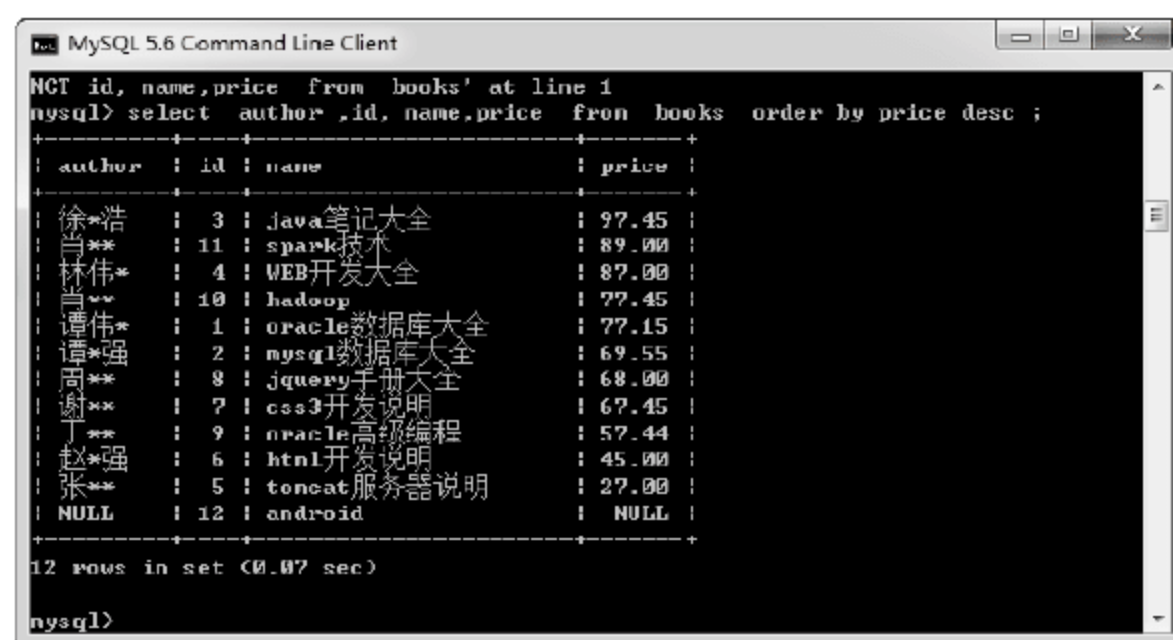 MySQL 5.6 Command Line Client
NCT id, name,price from books' at line 1
mysql> select author ,id, name,price from books order by price desc ;
+----------+----+--------------------+-------+
| author | id | name | price |
+----------+----+--------------------+-------+
| 徐*浩 | 3 | java笔记大全 | 97.45 |
| 肖** | 11 | spark技术 | 89.00 |
| 林伟* | 4 | WEB开发大全 | 87.00 |
| 肖** | 10 | hadoop | 77.45 |
| 谭伟* | 1 | oracle数据库大全 | 77.15 |
| 谭*强 | 2 | mysql数据库大全 | 69.55 |
| 周** | 8 | jquery手册大全 | 68.00 |
| 谢** | 7 | css3开发说明 | 67.45 |
| 丁** | 9 | oracle高级编程 | 57.44 |
| 赵*强 | 6 | html开发说明 | 45.00 |
| 张** | 5 | tomcat服务器说明 | 27.00 |
| NULL | 12 | android | NULL |
+----------+----+--------------------+-------+
12 rows in set (0.07 sec)
mysql>